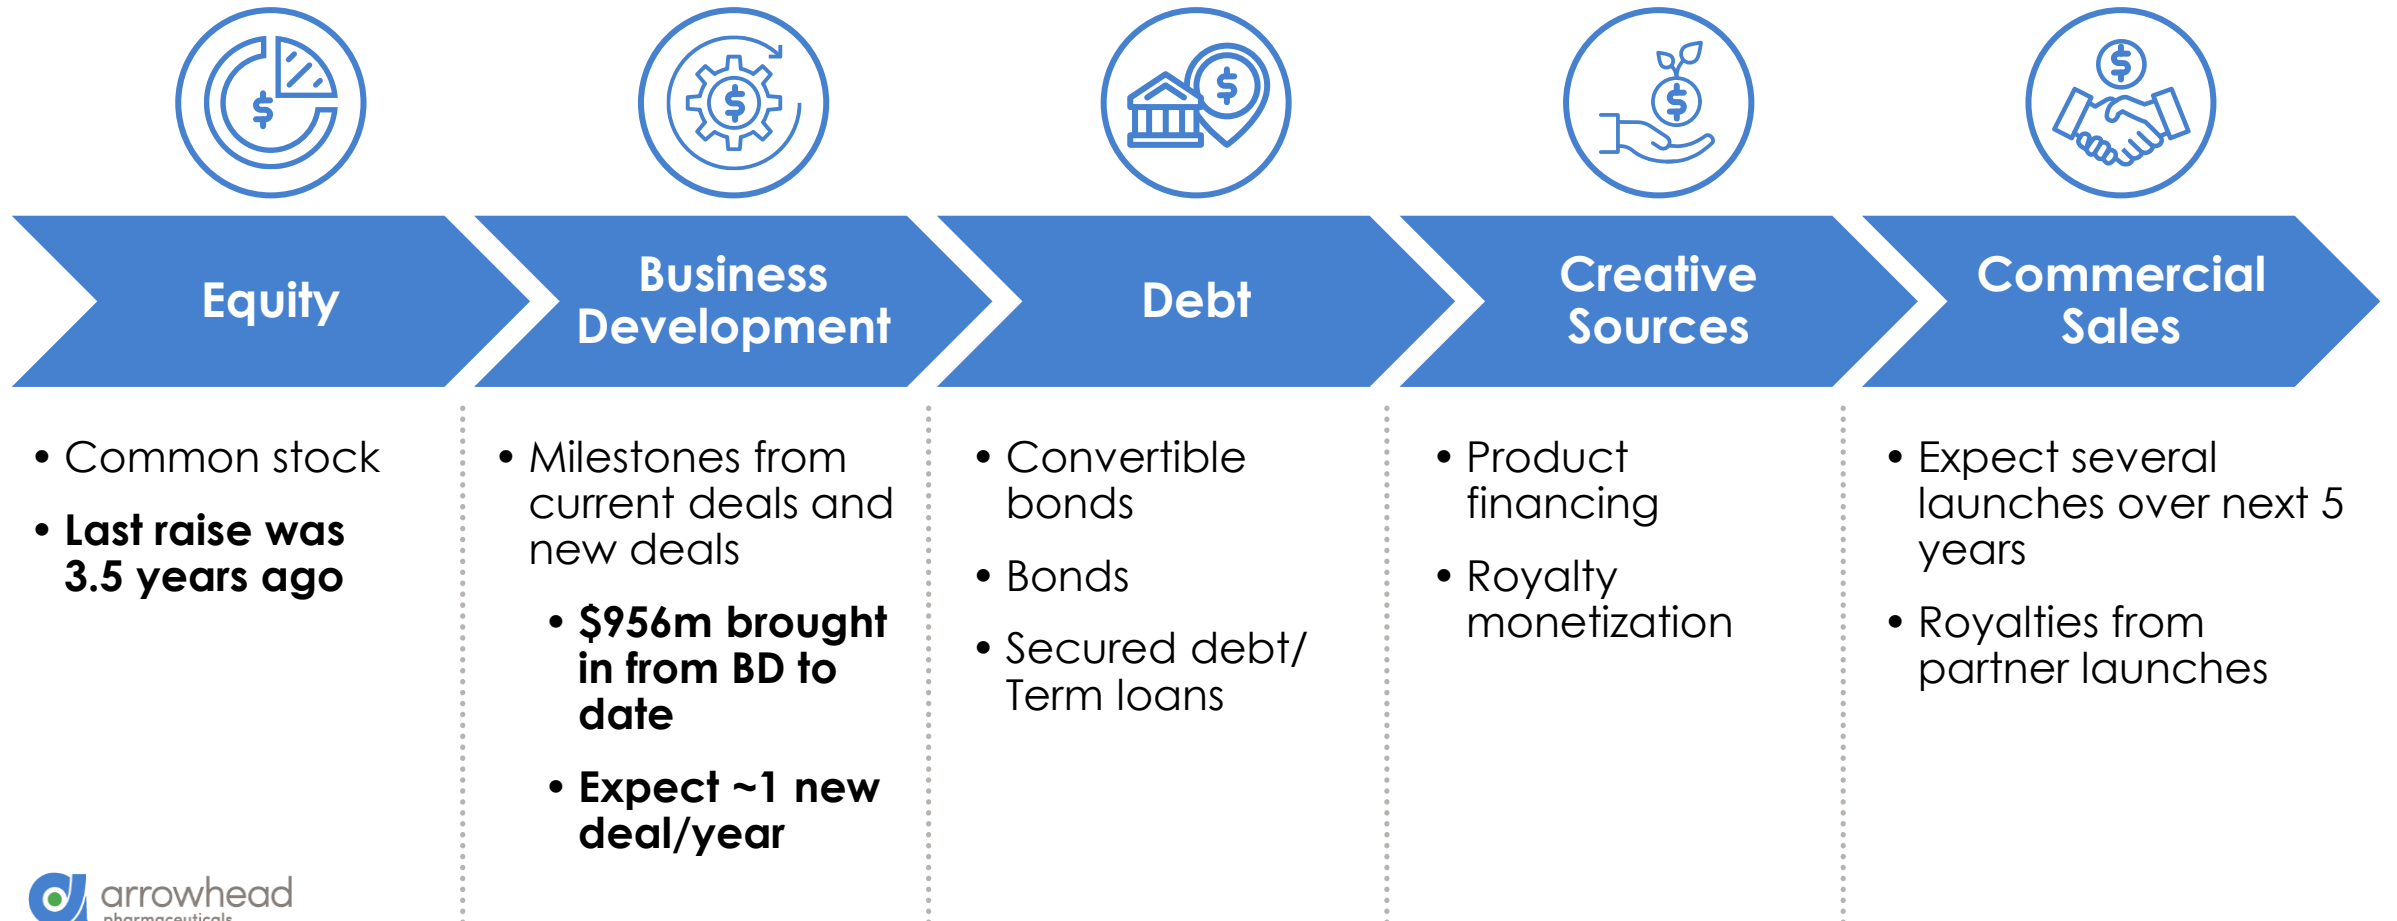 Equity
Business
Development
Debt
Creative
Sources
Commercial
Sales
• Common stock
• Last raise was
3.5 years ago
• Milestones from
current deals and
new deals
• $956m brought
in from BD to
date
• Expect ~1 new
deal/year
• Convertible
bonds
• Bonds
• Secured debt/
Term loans
• Product
financing
• Royalty
monetization
• Expect several
launches over next 5
years
• Royalties from
partner launches
arrowhead
pharmaceuticals